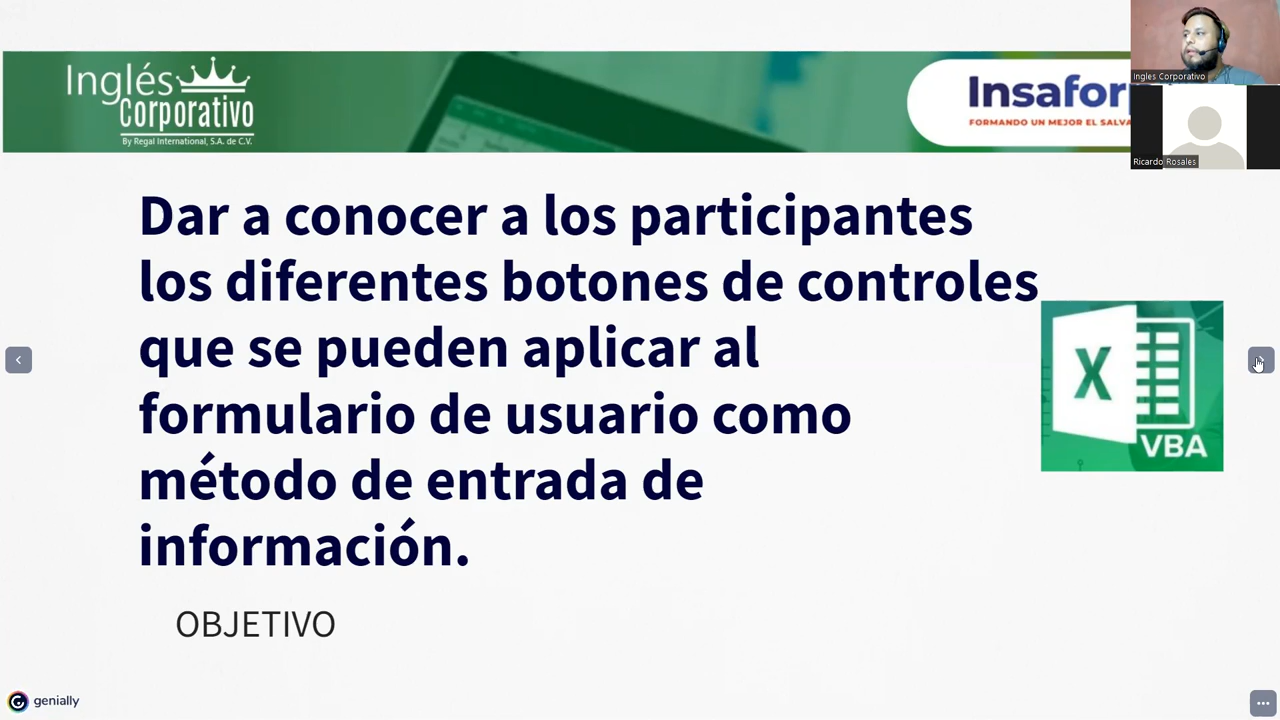 Inglés
Corporativo
By Regal International, S.A. de C.V.
Insafor
FORMANDO UN MEJOR EL SALVA
Ingles Corporativo
Ricardo Rosales
Dar a conocer a los participantes
los diferentes botones de controles
que se pueden aplicar al
formulario de usuario como
método de entrada de
información.
X
VBA
OBJETIVO
genially